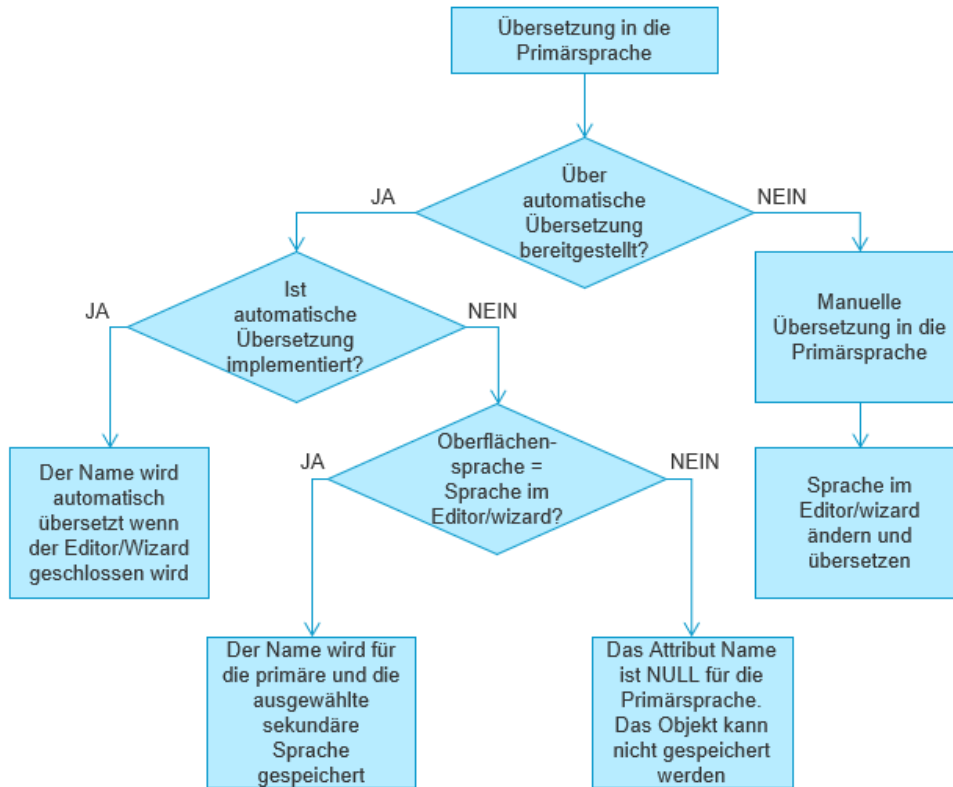 Übersetzung in die
Primärsprache
Über
automatische
Übersetzung
bereitgestellt?
JA
NEIN
Ist
automatische
Übersetzung
implementiert?
JA
NEIN
Manuelle
Übersetzung in die
Primärsprache
Oberflächen-
sprache =
Sprache im
Editor/wizard?
JA
NEIN
Der Name wird
automatisch
übersetzt wenn
der Editor/Wizard
geschlossen wird
Sprache im
Editor/wizard
ändern und
übersetzen
Der Name wird für
die primäre und die
ausgewählte
sekundäre
Sprache
gespeichert
Das Attribut Name
ist NULL für die
Primärsprache.
Das Objekt kann
nicht gespeichert
werden